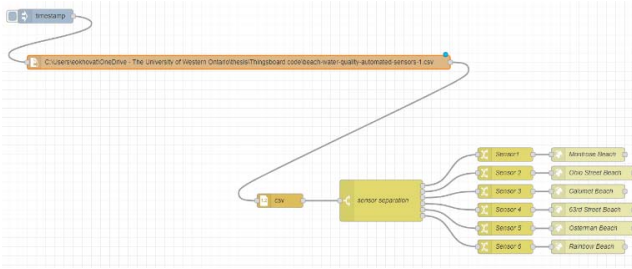 timestamp
C:\Users\eokhovat\OneDrive - The University of Western Ontario\thesis\Thingsboard code\beach-water-quality-automated-sensors-1.csv
csv
sensor separation
Sensor1
Montrose Beach
Sensor 2
Ohio Street Beach
Sensor 3
Calumet Beach
Sensor 4
63rd Street Beach
Sensor 5
Osterman Beach
Sensor 6
Rainbow Beach